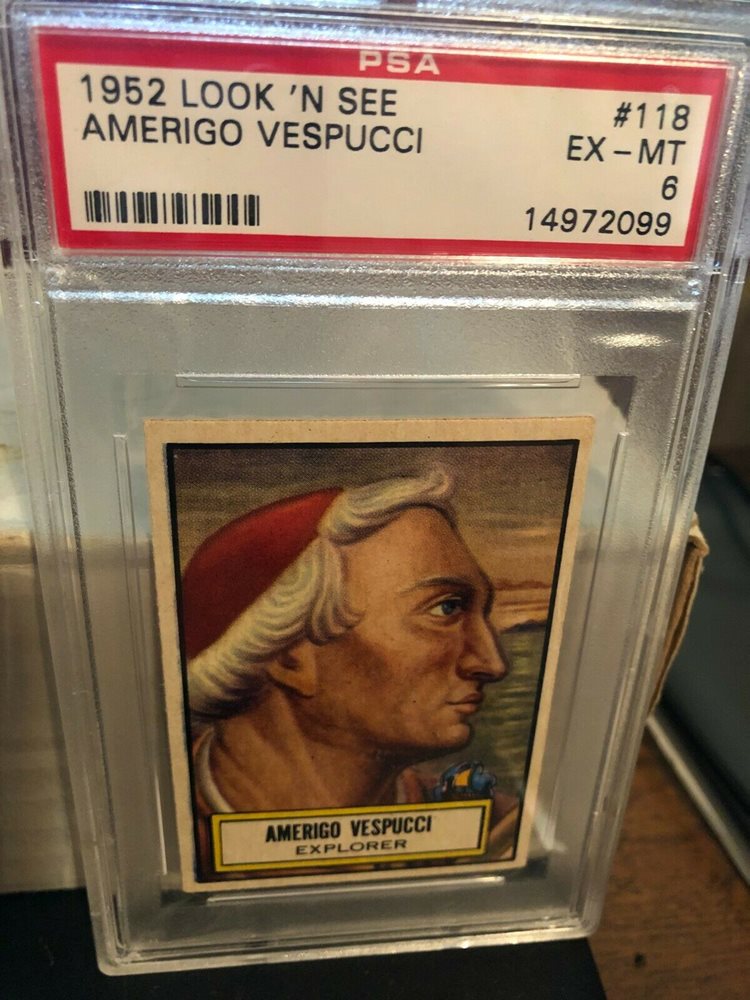 PSA
1952 LOOK 'N SEE #118
AMERIGO VESPUCCI EX-MT
6
14972099
AMERIGO VESPUCCI
EXPLORER